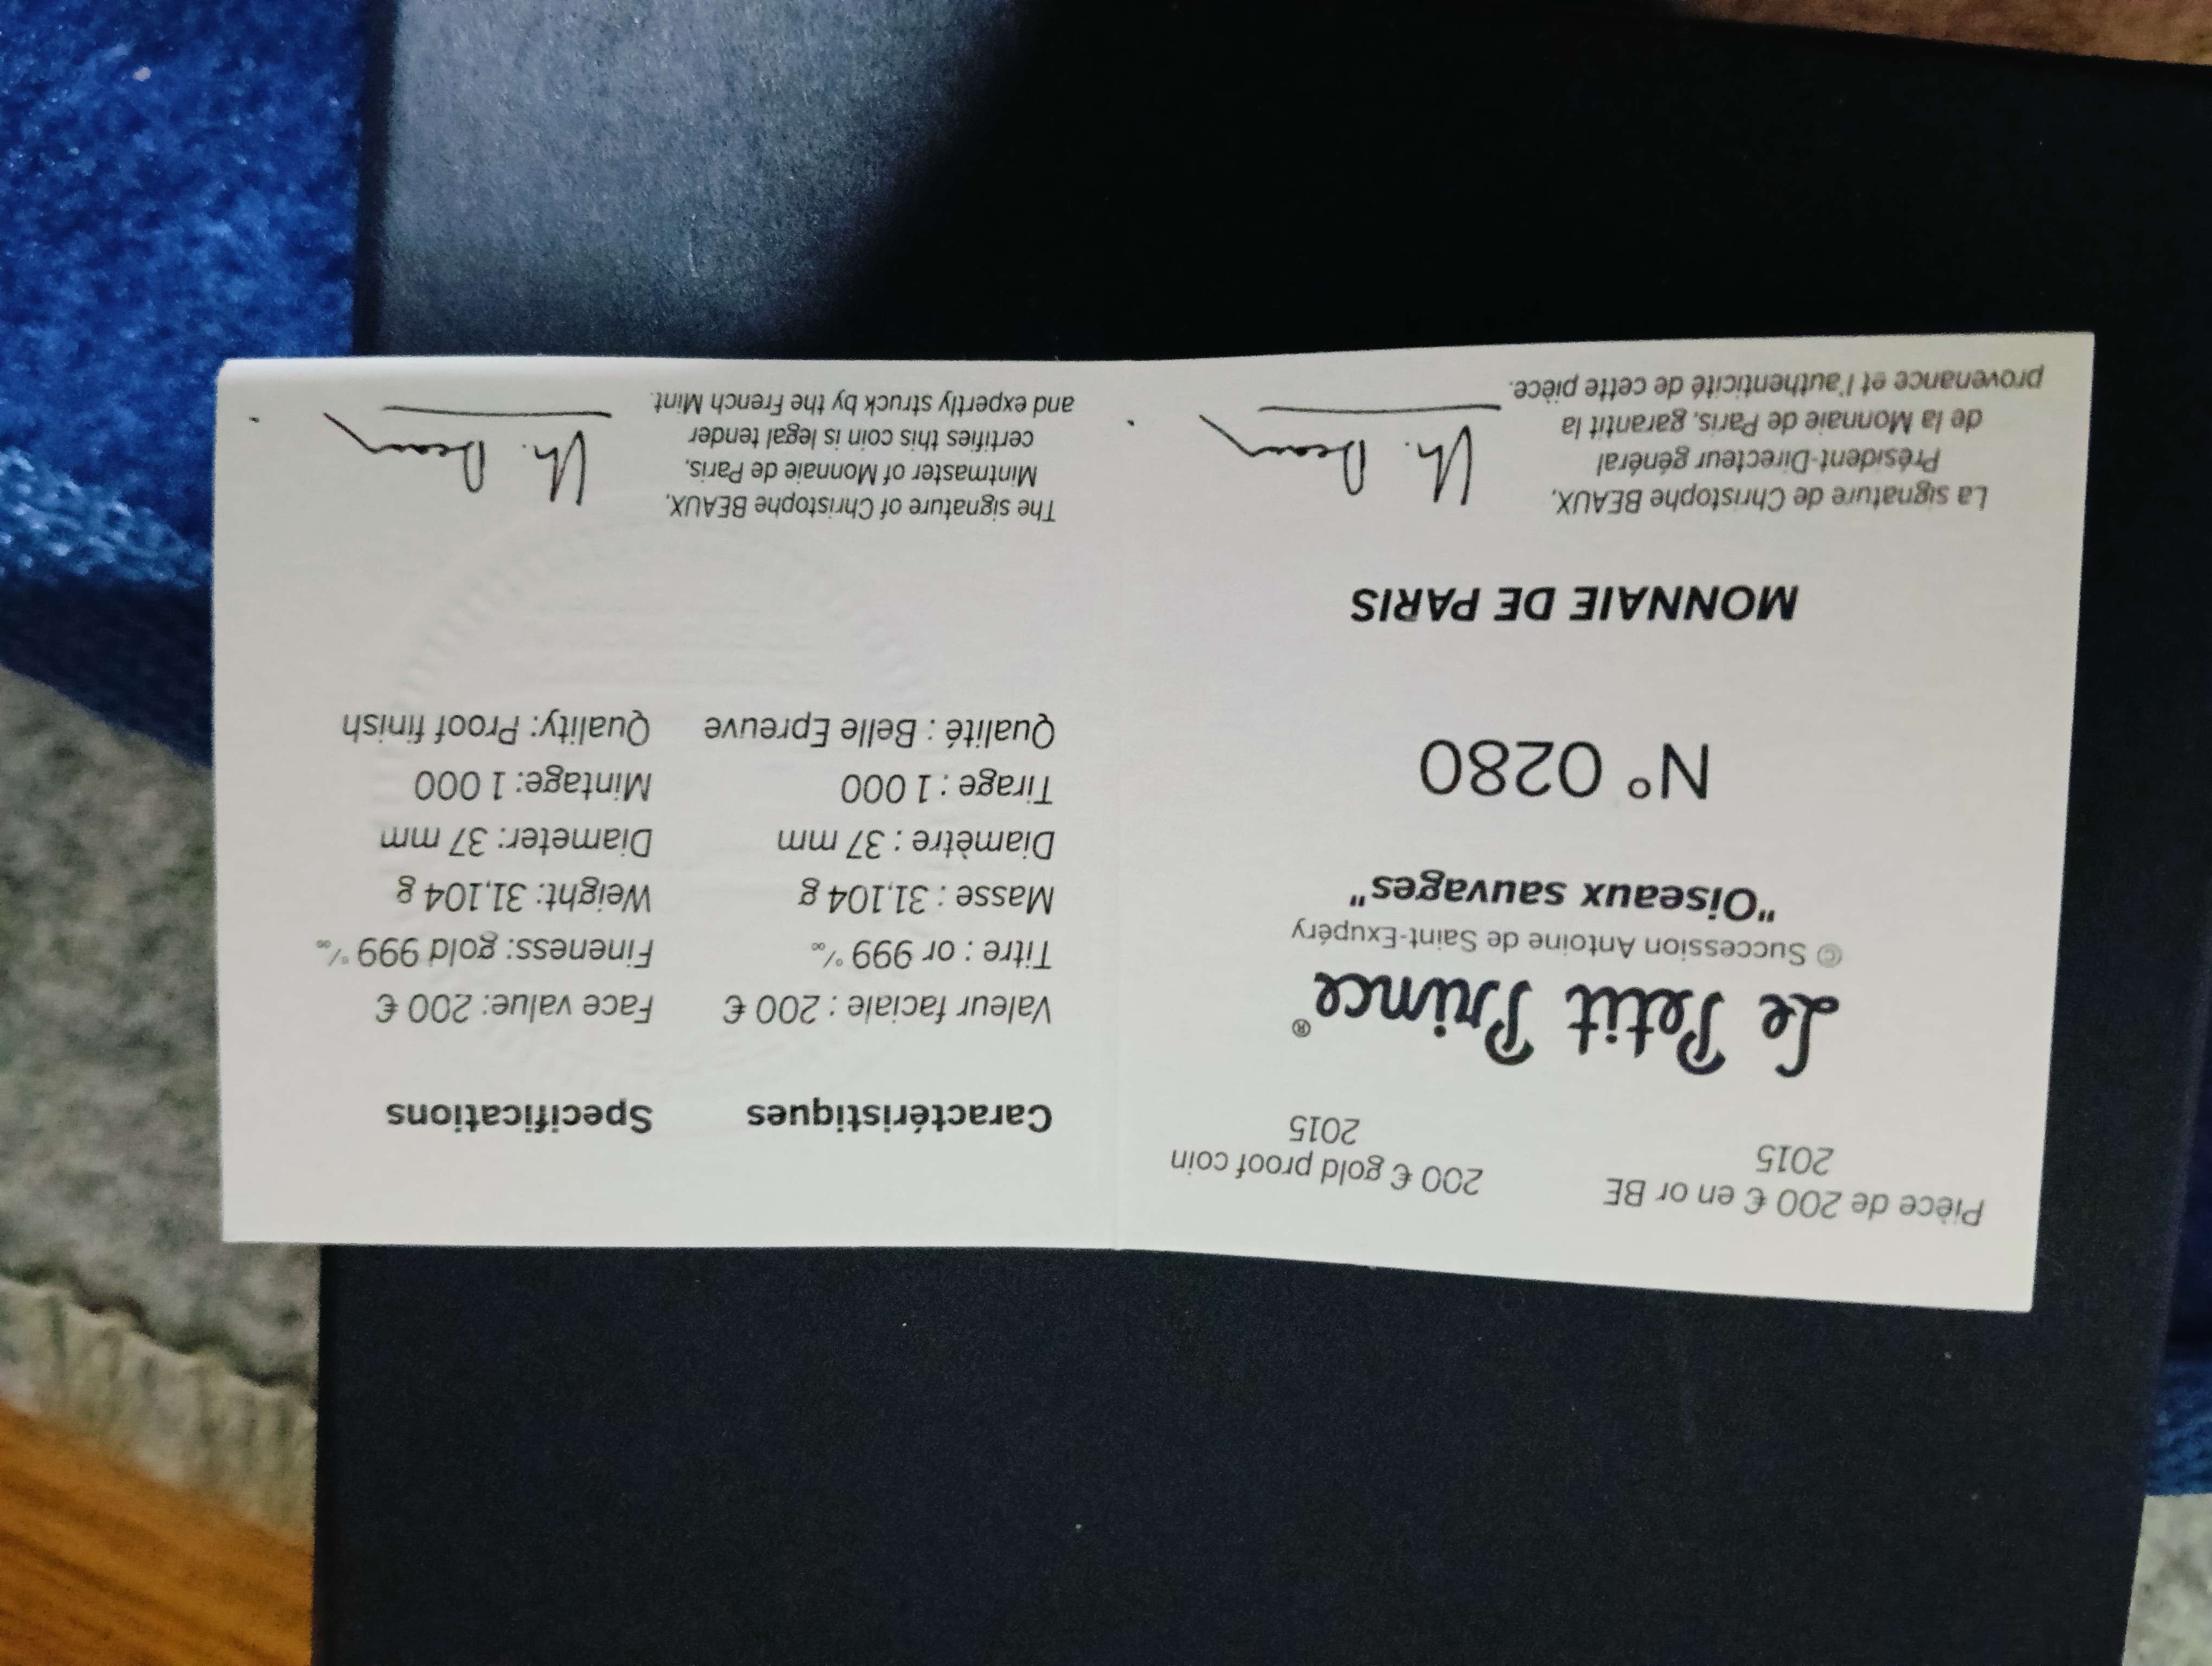 Pièce de 200 € en or BE
2015
200 € gold proof coin
2015
Le Petit Prince®
© Succession Antoine de Saint-Exupéry
"Oiseaux sauvages"
N° 0280
MONNAIE DE PARIS
La signature de Christophe BEAUX,
Président-Directeur général
de la Monnaie de Paris, garantit la
provenance et l'authenticité de cette pièce.
Caractéristiques
Valeur faciale : 200 €
Titre : or 999 ‰
Masse : 31,104 g
Diamètre : 37 mm
Tirage : 1 000
Qualité : Belle Epreuve
Specifications
Face value: 200 €
Fineness: gold 999 ‰
Weight: 31,104 g
Diameter: 37 mm
Mintage: 1 000
Quality: Proof finish
The signature of Christophe BEAUX,
Mintmaster of Monnaie de Paris,
certifies this coin is legal tender
and expertly struck by the French Mint.